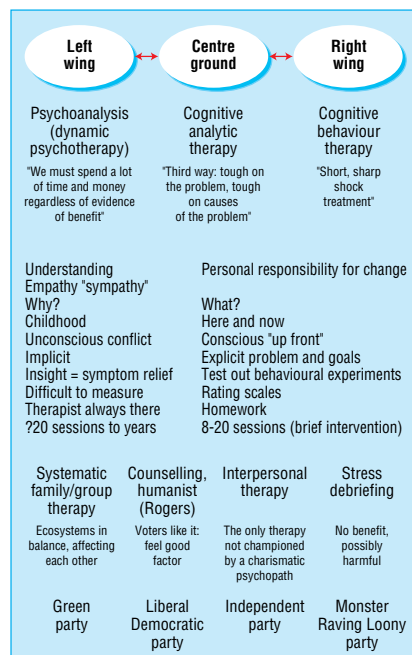 Left
wing
Centre
ground
Right
wing
Psychoanalysis
(dynamic
psychotherapy)
"We must spend a lot
of time and money
regardless of evidence
of benefit"
Cognitive
analytic
therapy
"Third way: tough on
the problem, tough
on causes
of the problem"
Cognitive
behaviour
therapy
"Short, sharp
shock
treatment"
Understanding
Empathy "sympathy"
Why?
Childhood
Unconscious conflict
Implicit
Insight = symptom relief
Difficult to measure
Therapist always there
?20 sessions to years
Personal responsibility for change
What?
Here and now
Conscious "up front"
Explicit problem and goals
Test out behavioural experiments
Rating scales
Homework
8-20 sessions (brief intervention)
Systematic
family/group
therapy
Ecosystems in
balance, affecting
each other
Green
party
Counselling,
humanist
(Rogers)
Voters like it:
feel good
factor
Liberal
Democratic
party
Interpersonal
therapy
The only therapy
not championed
by a charismatic
psychopath
Independent
party
Stress
debriefing
No benefit,
possibly
harmful
Monster
Raving Loony
party